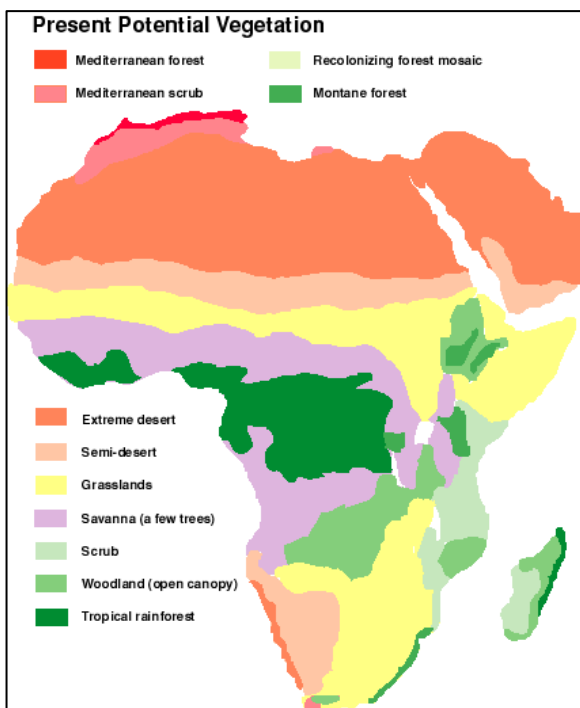 Present Potential Vegetation
Mediterranean forest
Recolonizing forest mosaic
Mediterranean scrub
Montane forest
Extreme desert
Semi-desert
Grasslands
Savanna (a few trees)
Scrub
Woodland (open canopy)
Tropical rainforest